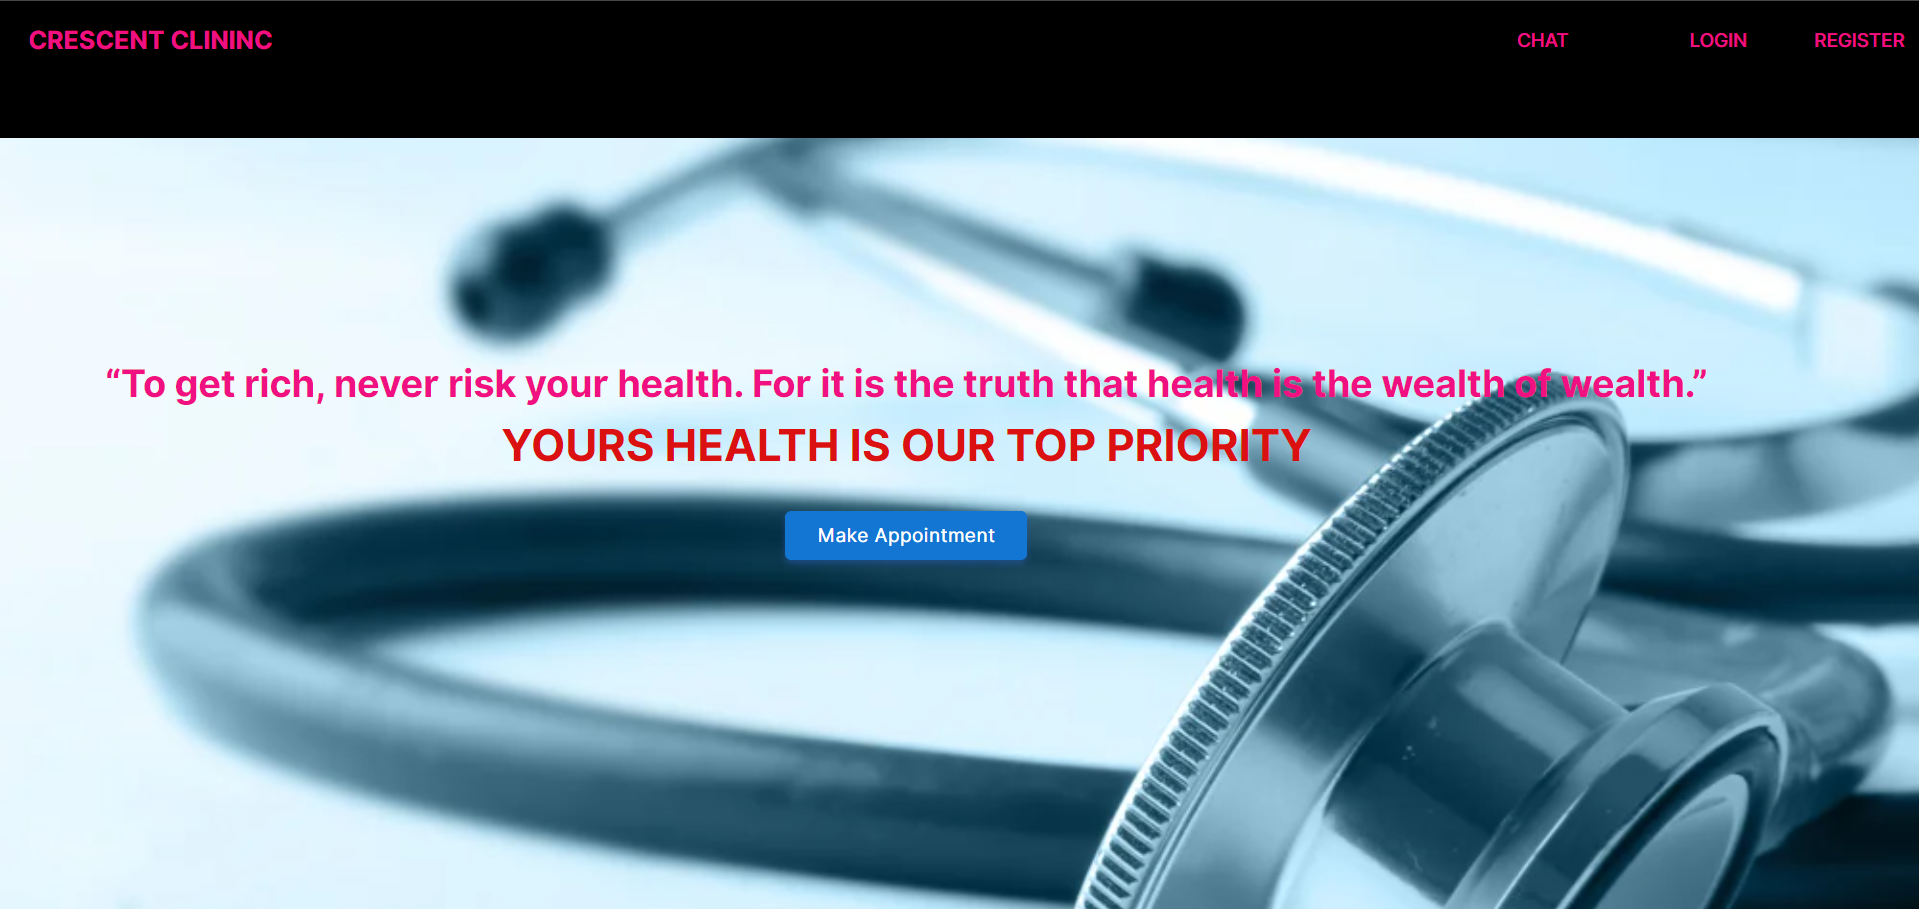 CRESCENT CLININC
CHAT
LOGIN
REGISTER
“To get rich, never risk your health. For it is the truth that health is the wealth of wealth.”
YOURS HEALTH IS OUR TOP PRIORITY
Make Appointment